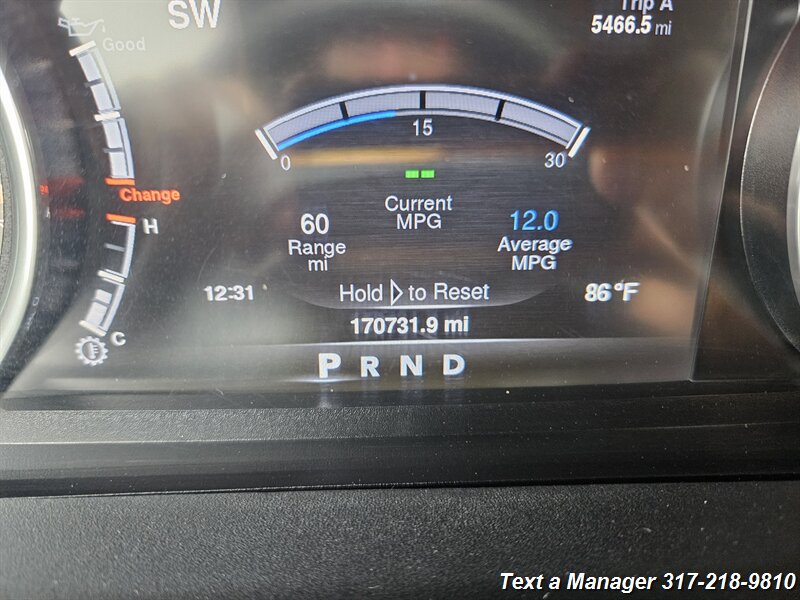 SW
Trip A
5466.5 mi
Good
15
0
30
Change
H
Current
MPG
60
Range
mi
12.0
Average
MPG
12:31
Hold ▷ to Reset
86°F
170731.9 mi
C
P R N D
Text a Manager 317-218-9810